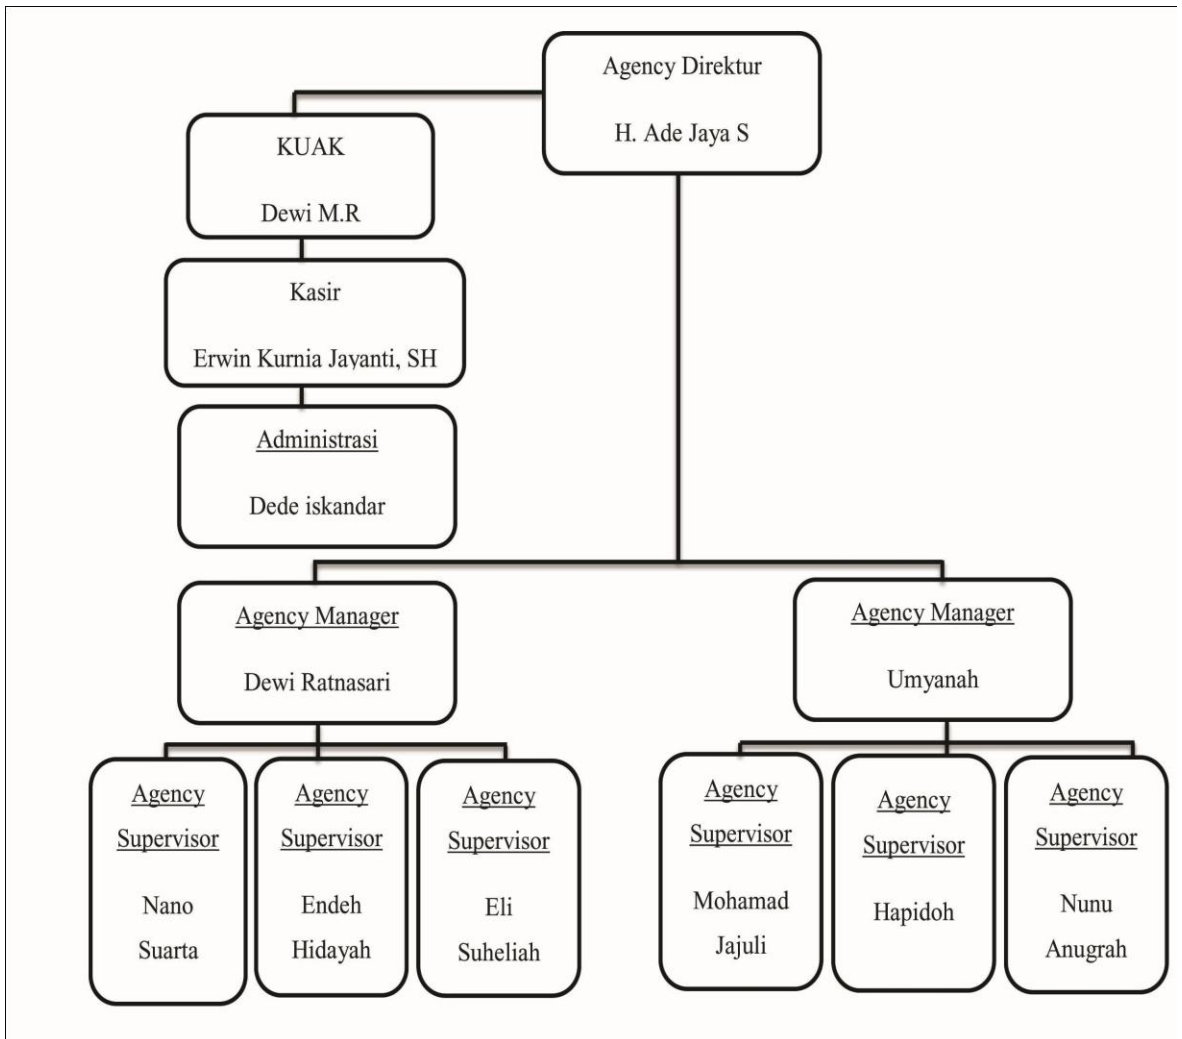 Agency Direktur
H. Ade Jaya S
KUAK
Dewi M.R
Kasir
Erwin Kurnia Jayanti, SH
Administrasi
Dede iskandar
Agency Manager
Dewi Ratnasari
Agency Manager
Umyanah
Agency
Supervisor
Nano
Suarta
Agency
Supervisor
Endeh
Hidayah
Agency
Supervisor
Eli
Suheliah
Agency
Supervisor
Mohamad
Jajuli
Agency
Supervisor
Hapidoh
Agency
Supervisor
Nunu
Anugrah